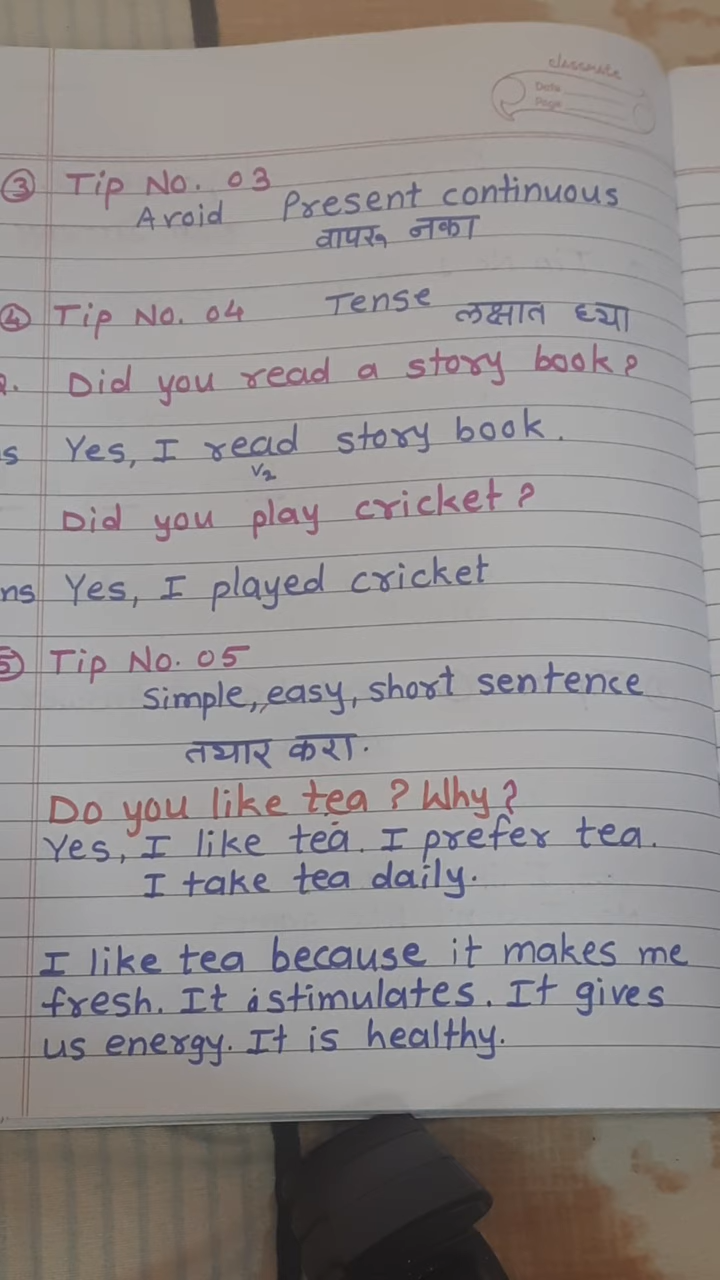 classmate
Date
Page
③ Tip No. 03
Avoid Present continuous
वापरू नका
④ Tip No. 04 Tense लक्षात घ्या
Did you read a story book?
s Yes, I read story book.
V2
Did you play cricket?
ns Yes, I played cricket
⑤ Tip No. 05
Simple, easy, short sentence
तयार करा.
Do you like tea? Why?
Yes, I like tea. I prefer tea.
I take tea daily.
I like tea because it makes me
fresh. It stimulates. It gives
us energy. It is healthy.